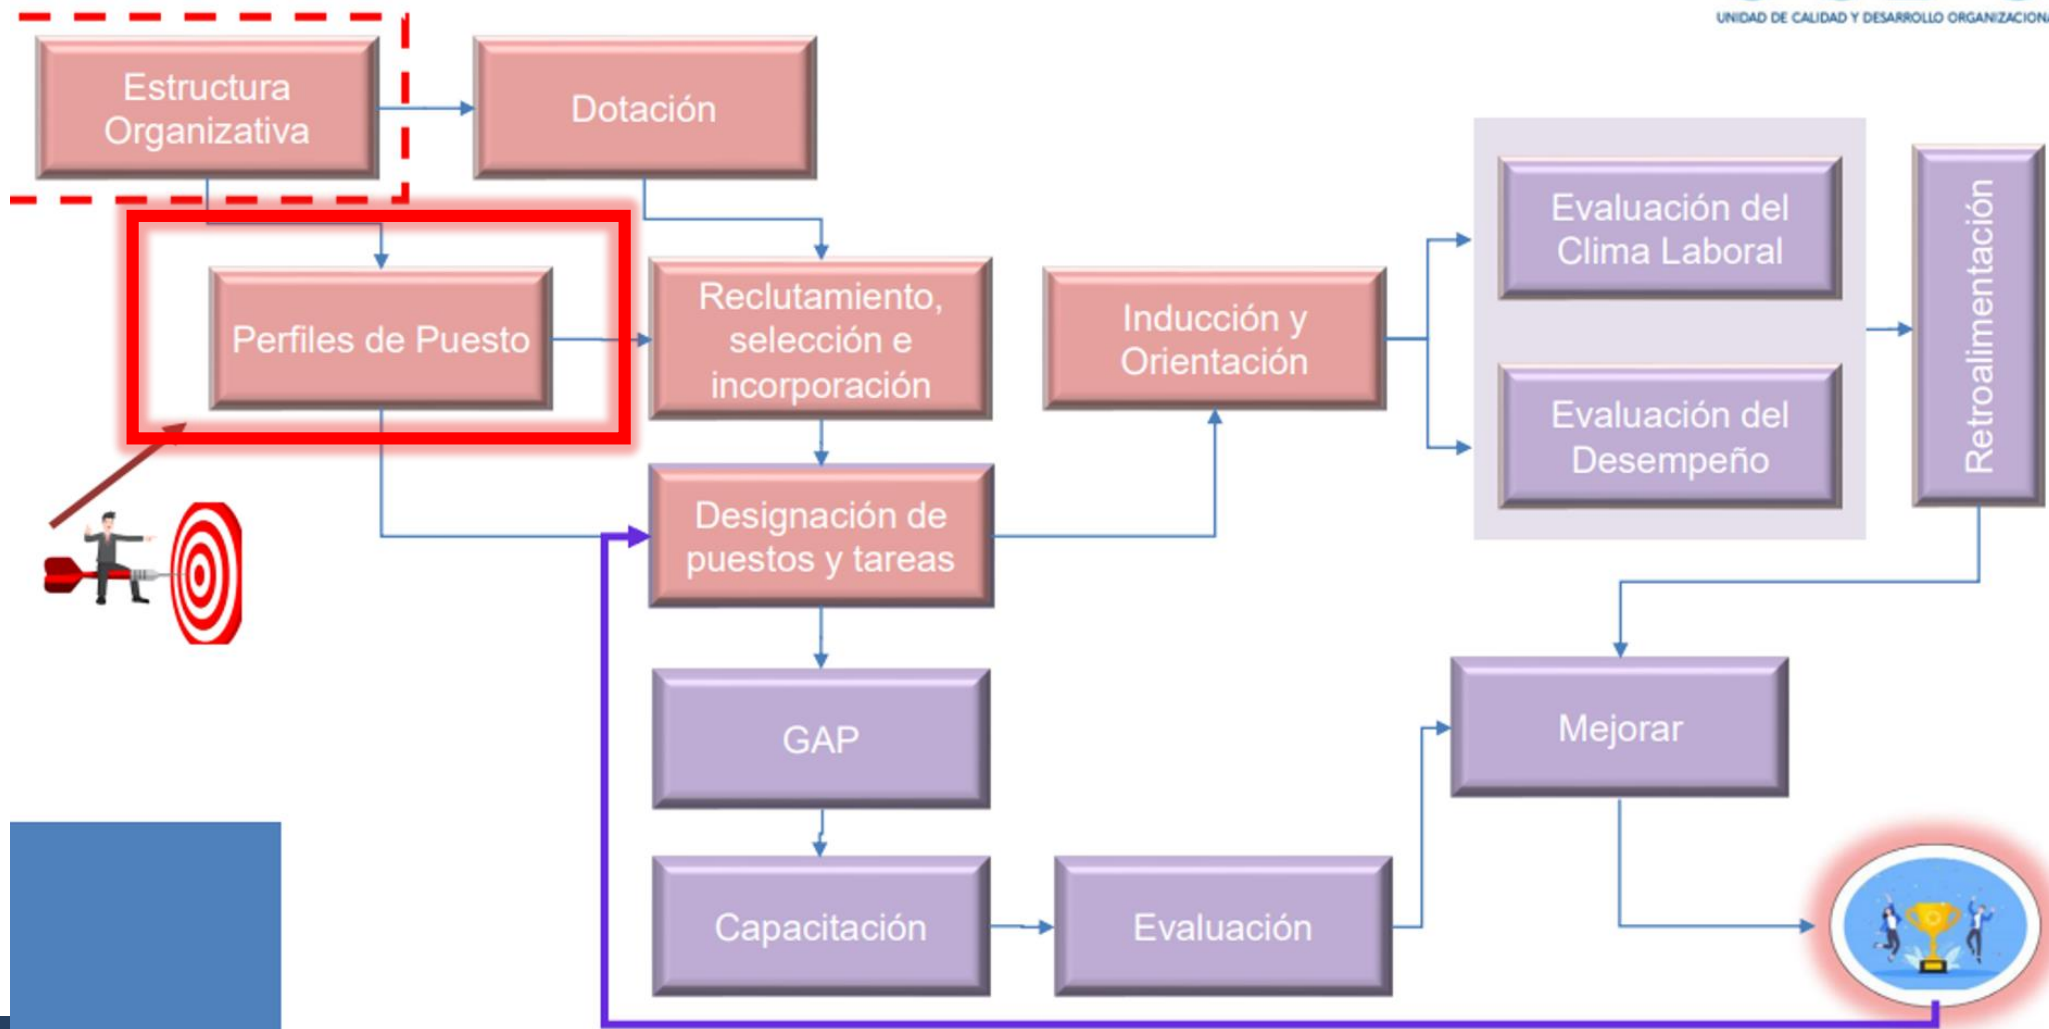 UNIDAD DE CALIDAD Y DESARROLLO ORGANIZACIONA
Estructura
Organizativa
Dotación
Perfiles de Puesto
Reclutamiento,
selección e
incorporación
Inducción y
Orientación
Evaluación del
Clima Laboral
Evaluación del
Desempeño
Retroalimentación
Designación de
puestos y tareas
GAP
Mejorar
Capacitación
Evaluación